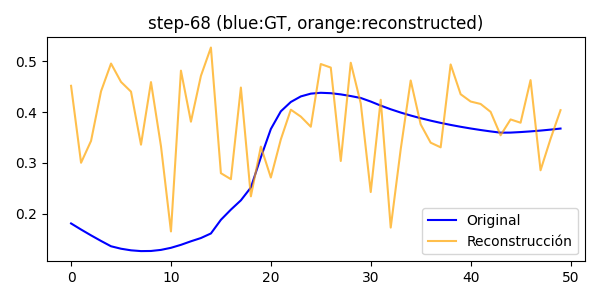 step-68 (blue:GT, orange:reconstructed)
0.5
0.4
0.3
0.2
Original
Reconstrucción
0 10 20 30 40 50